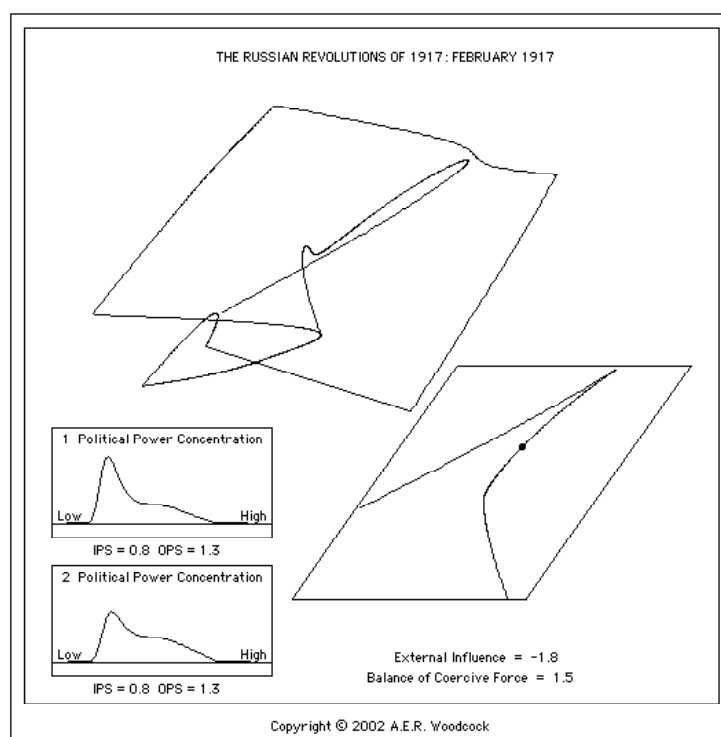 THE RUSSIAN REVOLUTIONS OF 1917: FEBRUARY 1917
1 Political Power Concentration
Low High
IPS = 0.8 OPS = 1.3
2 Political Power Concentration
Low High
IPS = 0.8 OPS = 1.3
External Influence = -1.8
Balance of Coercive Force = 1.5
Copyright © 2002 A.E.R. Woodcock